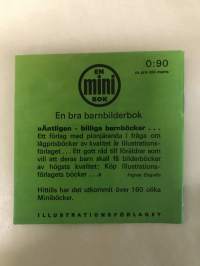 0:90
EN
mini
BOK
En bra barnbilderbok
»Äntligen - billiga barnböcker . . .
Ett förlag med planjärande i fråga om
lågprisböcker av kvalitet är Illustrations-
förlaget . . . Ett gott råd till föräldrar som
vill att deras barn skall få bilderböcker
av högsta kvalitet: Köp Illustrations-
förlagets böcker . . .«
Hittills har det utkommit över 160 olika
Miniböcker.
ILLUSTRATIONSFÖRLAGET